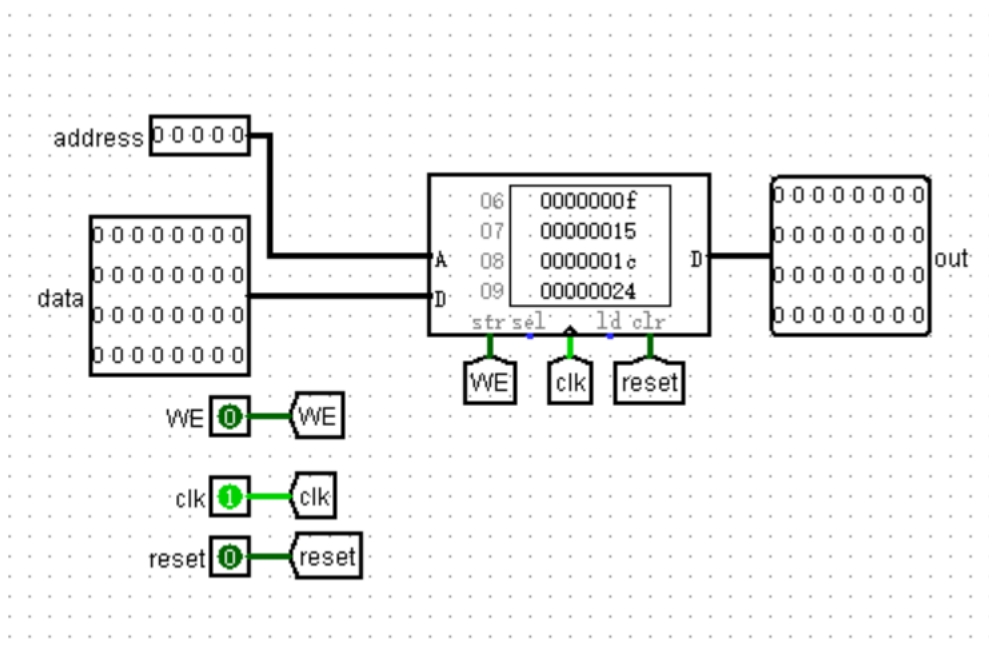 address 0 0 0 0 0
06 0000000f
07 00000015
A 08 0000001c D
D 09 00000024
str sel ld clr
WE clk reset
data
0 0 0 0 0 0 0 0
0 0 0 0 0 0 0 0
0 0 0 0 0 0 0 0
0 0 0 0 0 0 0 0
out
0 0 0 0 0 0 0 0
0 0 0 0 0 0 0 0
0 0 0 0 0 0 0 0
0 0 0 0 0 0 0 0
WE 0 WE
clk 1 clk
reset 0 reset